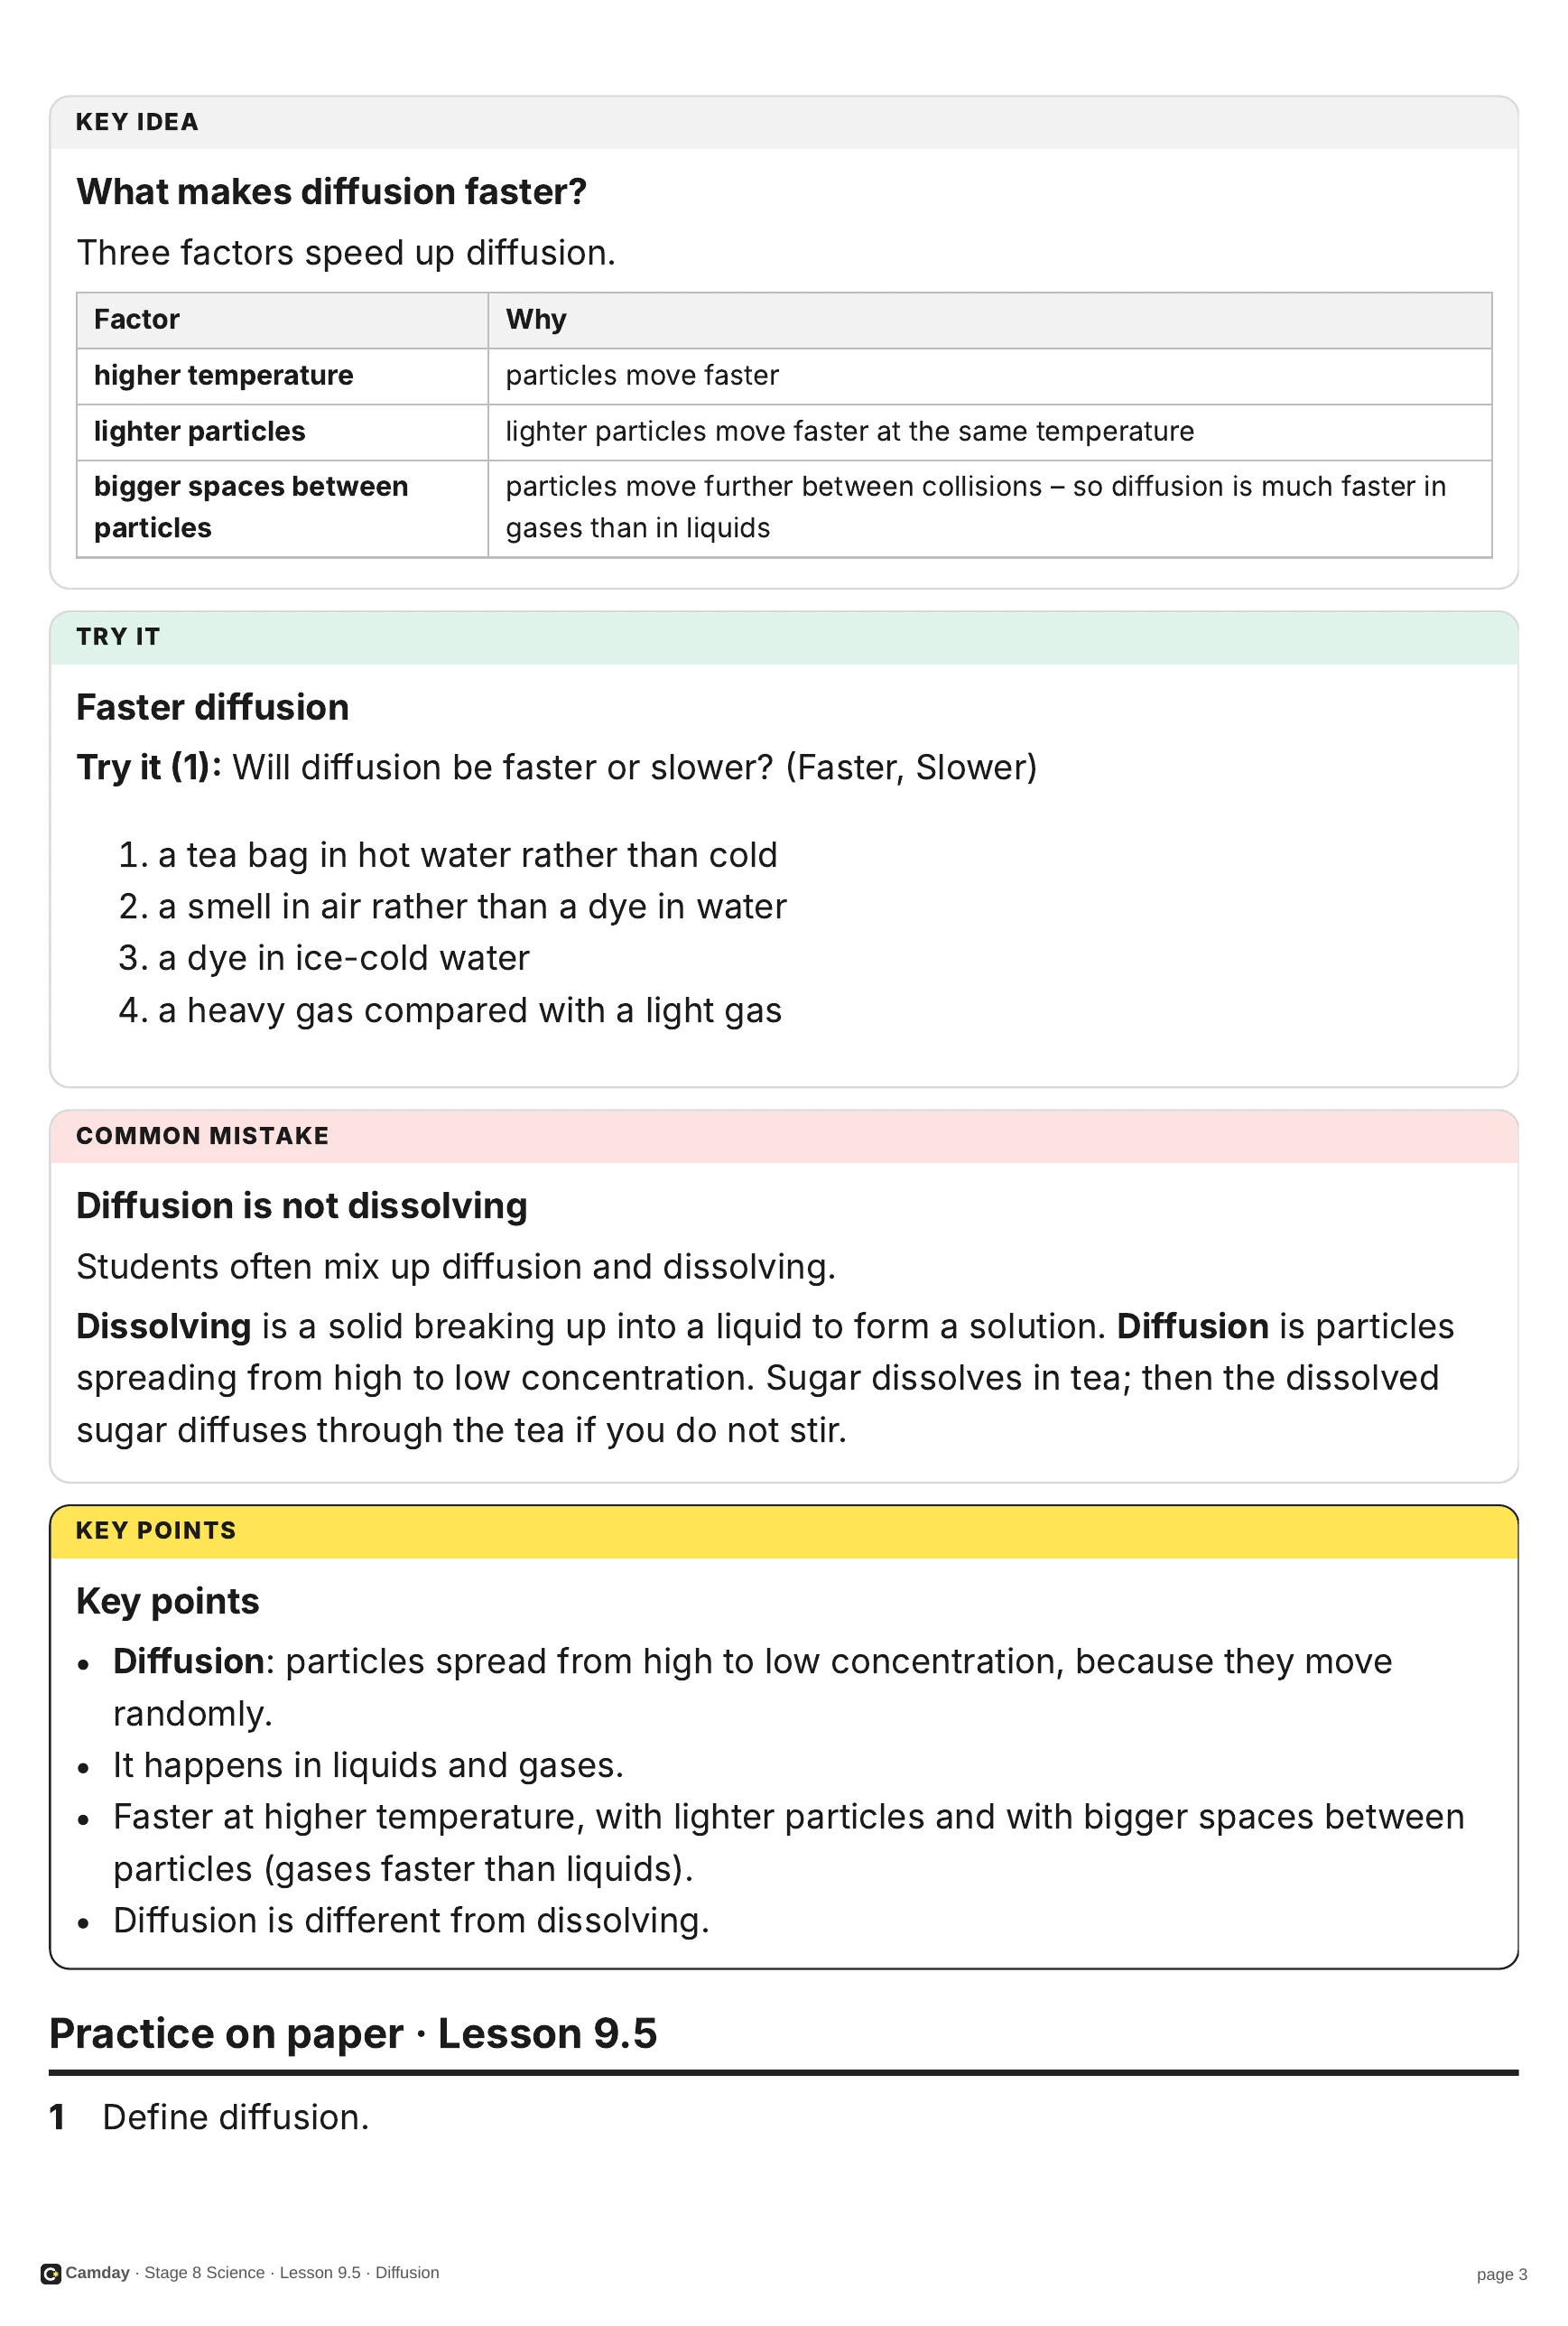 KEY IDEA
What makes diffusion faster?
Three factors speed up diffusion.
Factor Why
higher temperature particles move faster
lighter particles lighter particles move faster at the same temperature
bigger spaces between particles move further between collisions – so diffusion is much faster in
particles gases than in liquids
TRY IT
Faster diffusion
Try it (1): Will diffusion be faster or slower? (Faster, Slower)
1. a tea bag in hot water rather than cold
2. a smell in air rather than a dye in water
3. a dye in ice-cold water
4. a heavy gas compared with a light gas
COMMON MISTAKE
Diffusion is not dissolving
Students often mix up diffusion and dissolving.
Dissolving is a solid breaking up into a liquid to form a solution. Diffusion is particles
spreading from high to low concentration. Sugar dissolves in tea; then the dissolved
sugar diffuses through the tea if you do not stir.
KEY POINTS
Key points
• Diffusion: particles spread from high to low concentration, because they move
randomly.
• It happens in liquids and gases.
• Faster at higher temperature, with lighter particles and with bigger spaces between
particles (gases faster than liquids).
• Diffusion is different from dissolving.
Practice on paper · Lesson 9.5
1 Define diffusion.
Camday · Stage 8 Science · Lesson 9.5 · Diffusion page 3